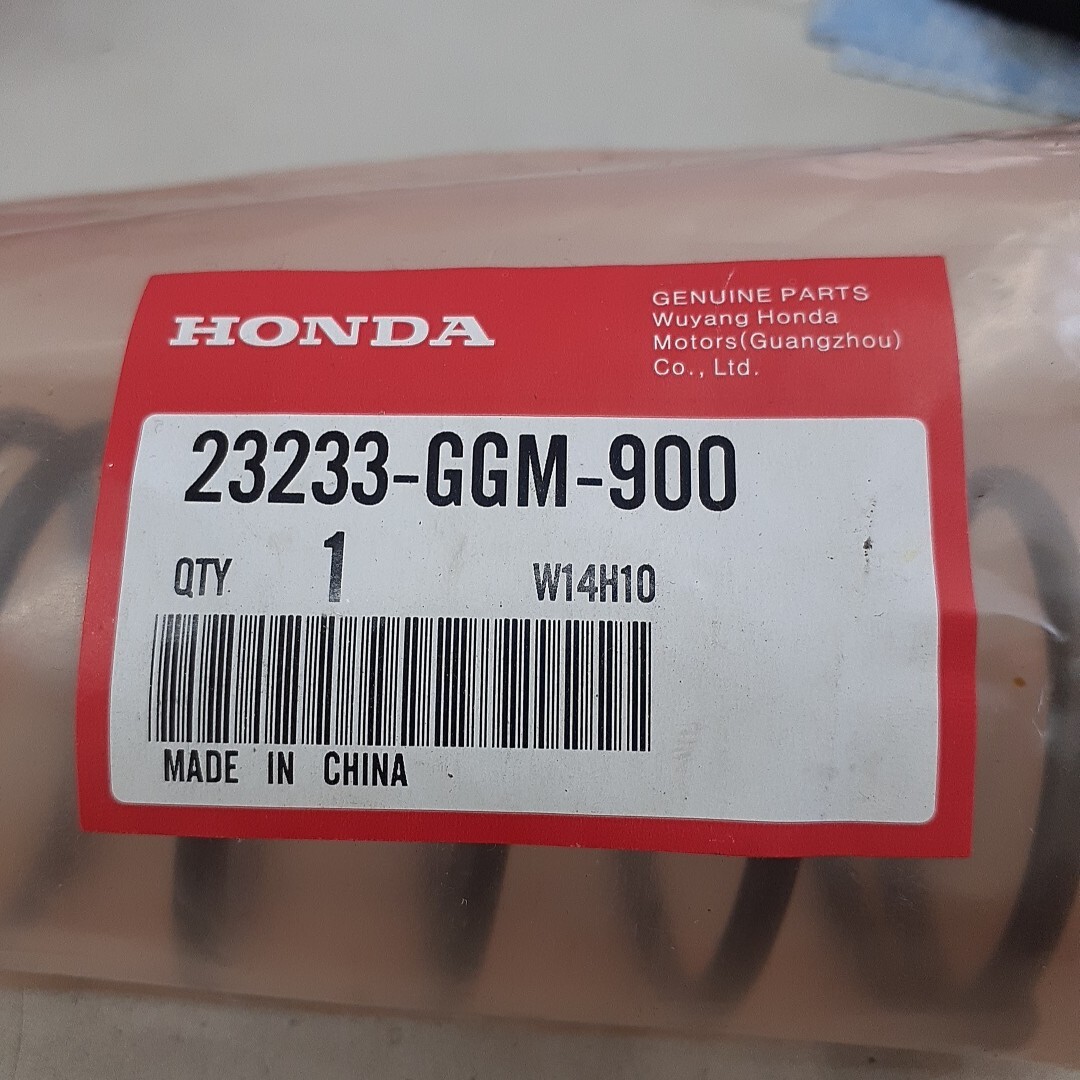 HONDA
GENUINE PARTS
Wuyang Honda
Motors(Guangzhou)
Co., Ltd.
23233-GGM-900
QTY 1 W14H10
MADE IN CHINA